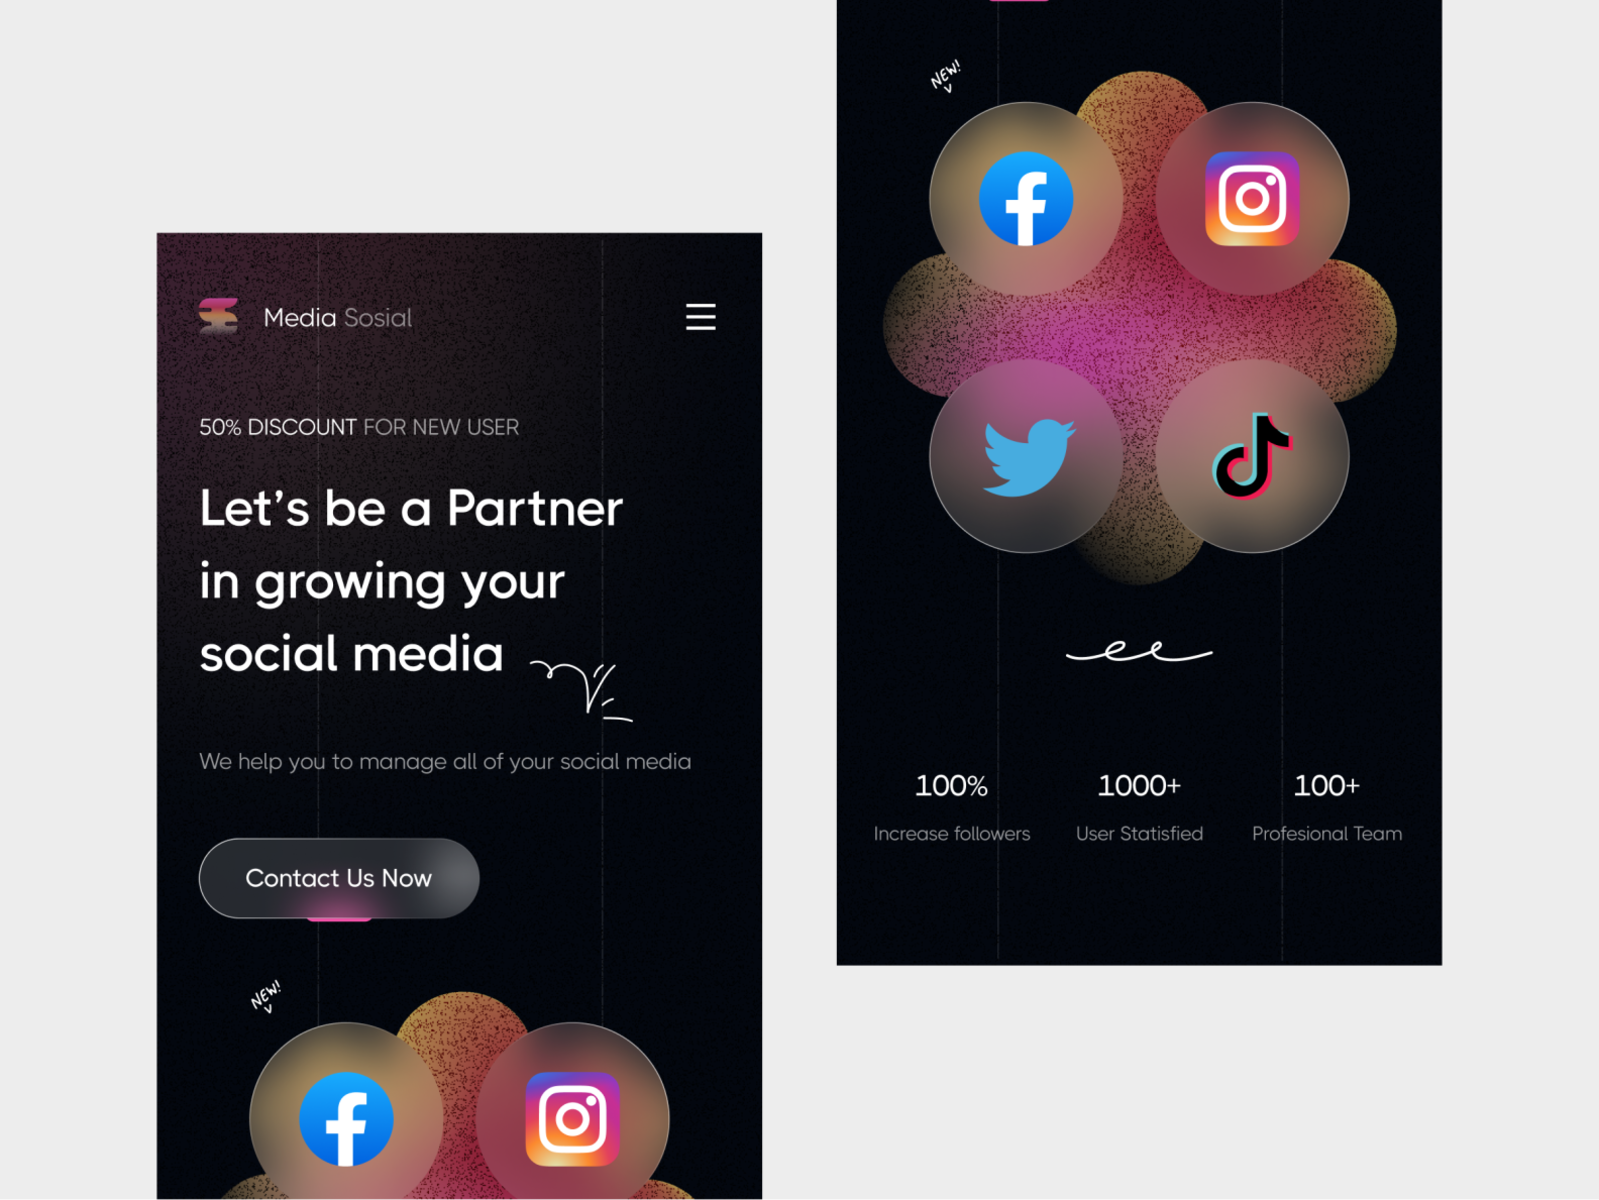 Media Sosial
50% DISCOUNT FOR NEW USER
Let's be a Partner
in growing your
social media
We help you to manage all of your social media
Contact Us Now
NEW!
NEW!
100%
Increase followers
1000+
User Statisfied
100+
Profesional Team